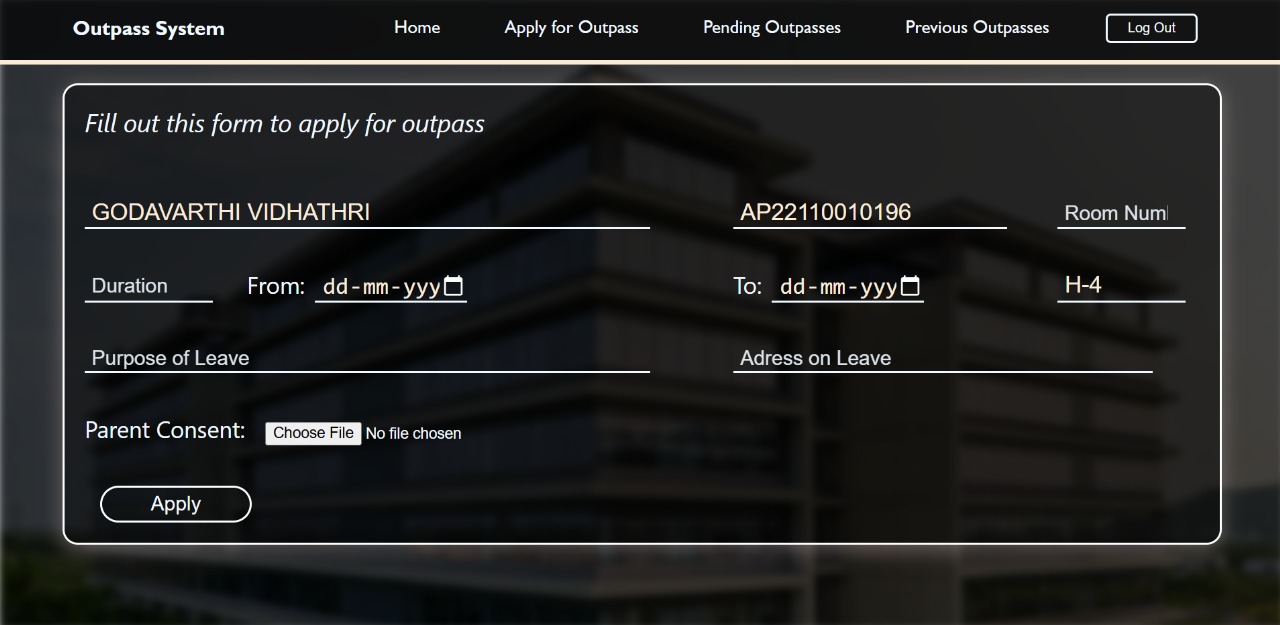 Outpass System Home Apply for Outpass Pending Outpasses Previous Outpasses Log Out
Fill out this form to apply for outpass
GODAVARTHI VIDHATHRI AP22110010196 Room Num
Duration From: dd-mm-yyy To: dd-mm-yyy H-4
Purpose of Leave Adress on Leave
Parent Consent: Choose File No file chosen
Apply